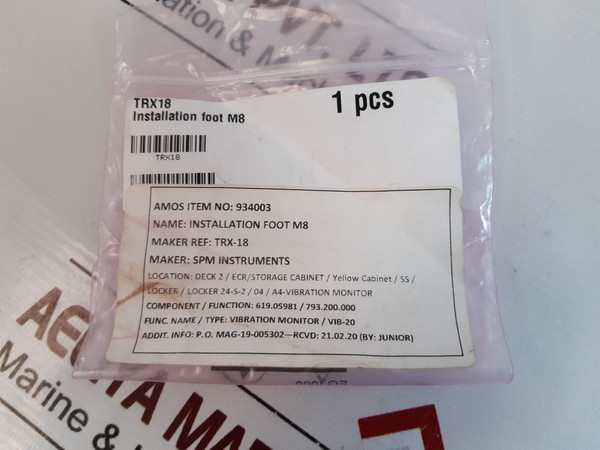 PVT. LTD
& Marine
TRX18
Installation foot M8
1 pcs
TRX18
AMOS ITEM NO: 934003
NAME: INSTALLATION FOOT M8
MAKER REF: TRX-18
MAKER: SPM INSTRUMENTS
LOCATION: DECK 2 / ECR/STORAGE CABINET / Yellow Cabinet / SS /
LOCKER / LOCKER 24-S-2 / 04 / A4-VIBRATION MONITOR
COMPONENT / FUNCTION: 619.05981 / 793.200.000
FUNC. NAME / TYPE: VIBRATION MONITOR / VIB-20
ADDIT. INFO: P.O. MAG-19-005302—RCVD: 21.02.20 (BY: JUNIOR)
Marine &